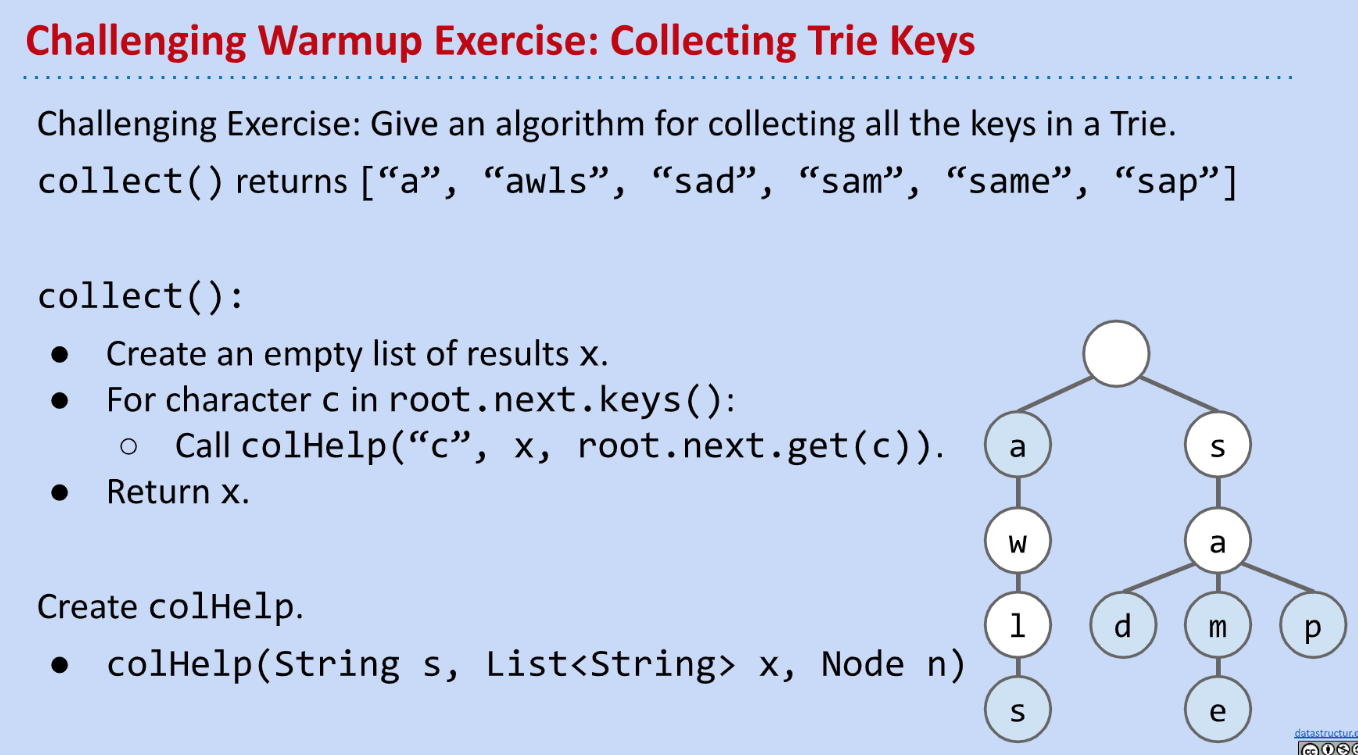 Challenging Warmup Exercise: Collecting Trie Keys
Challenging Exercise: Give an algorithm for collecting all the keys in a Trie.
collect() returns [“a”, “awls”, “sad”, “sam”, “same”, “sap”]
collect():
● Create an empty list of results x.
● For character c in root.next.keys():
○ Call colHelp(“c”, x, root.next.get(c)).
● Return x.
Create colHelp.
● colHelp(String s, List<String> x, Node n)
a s
w a
l d m p
s e